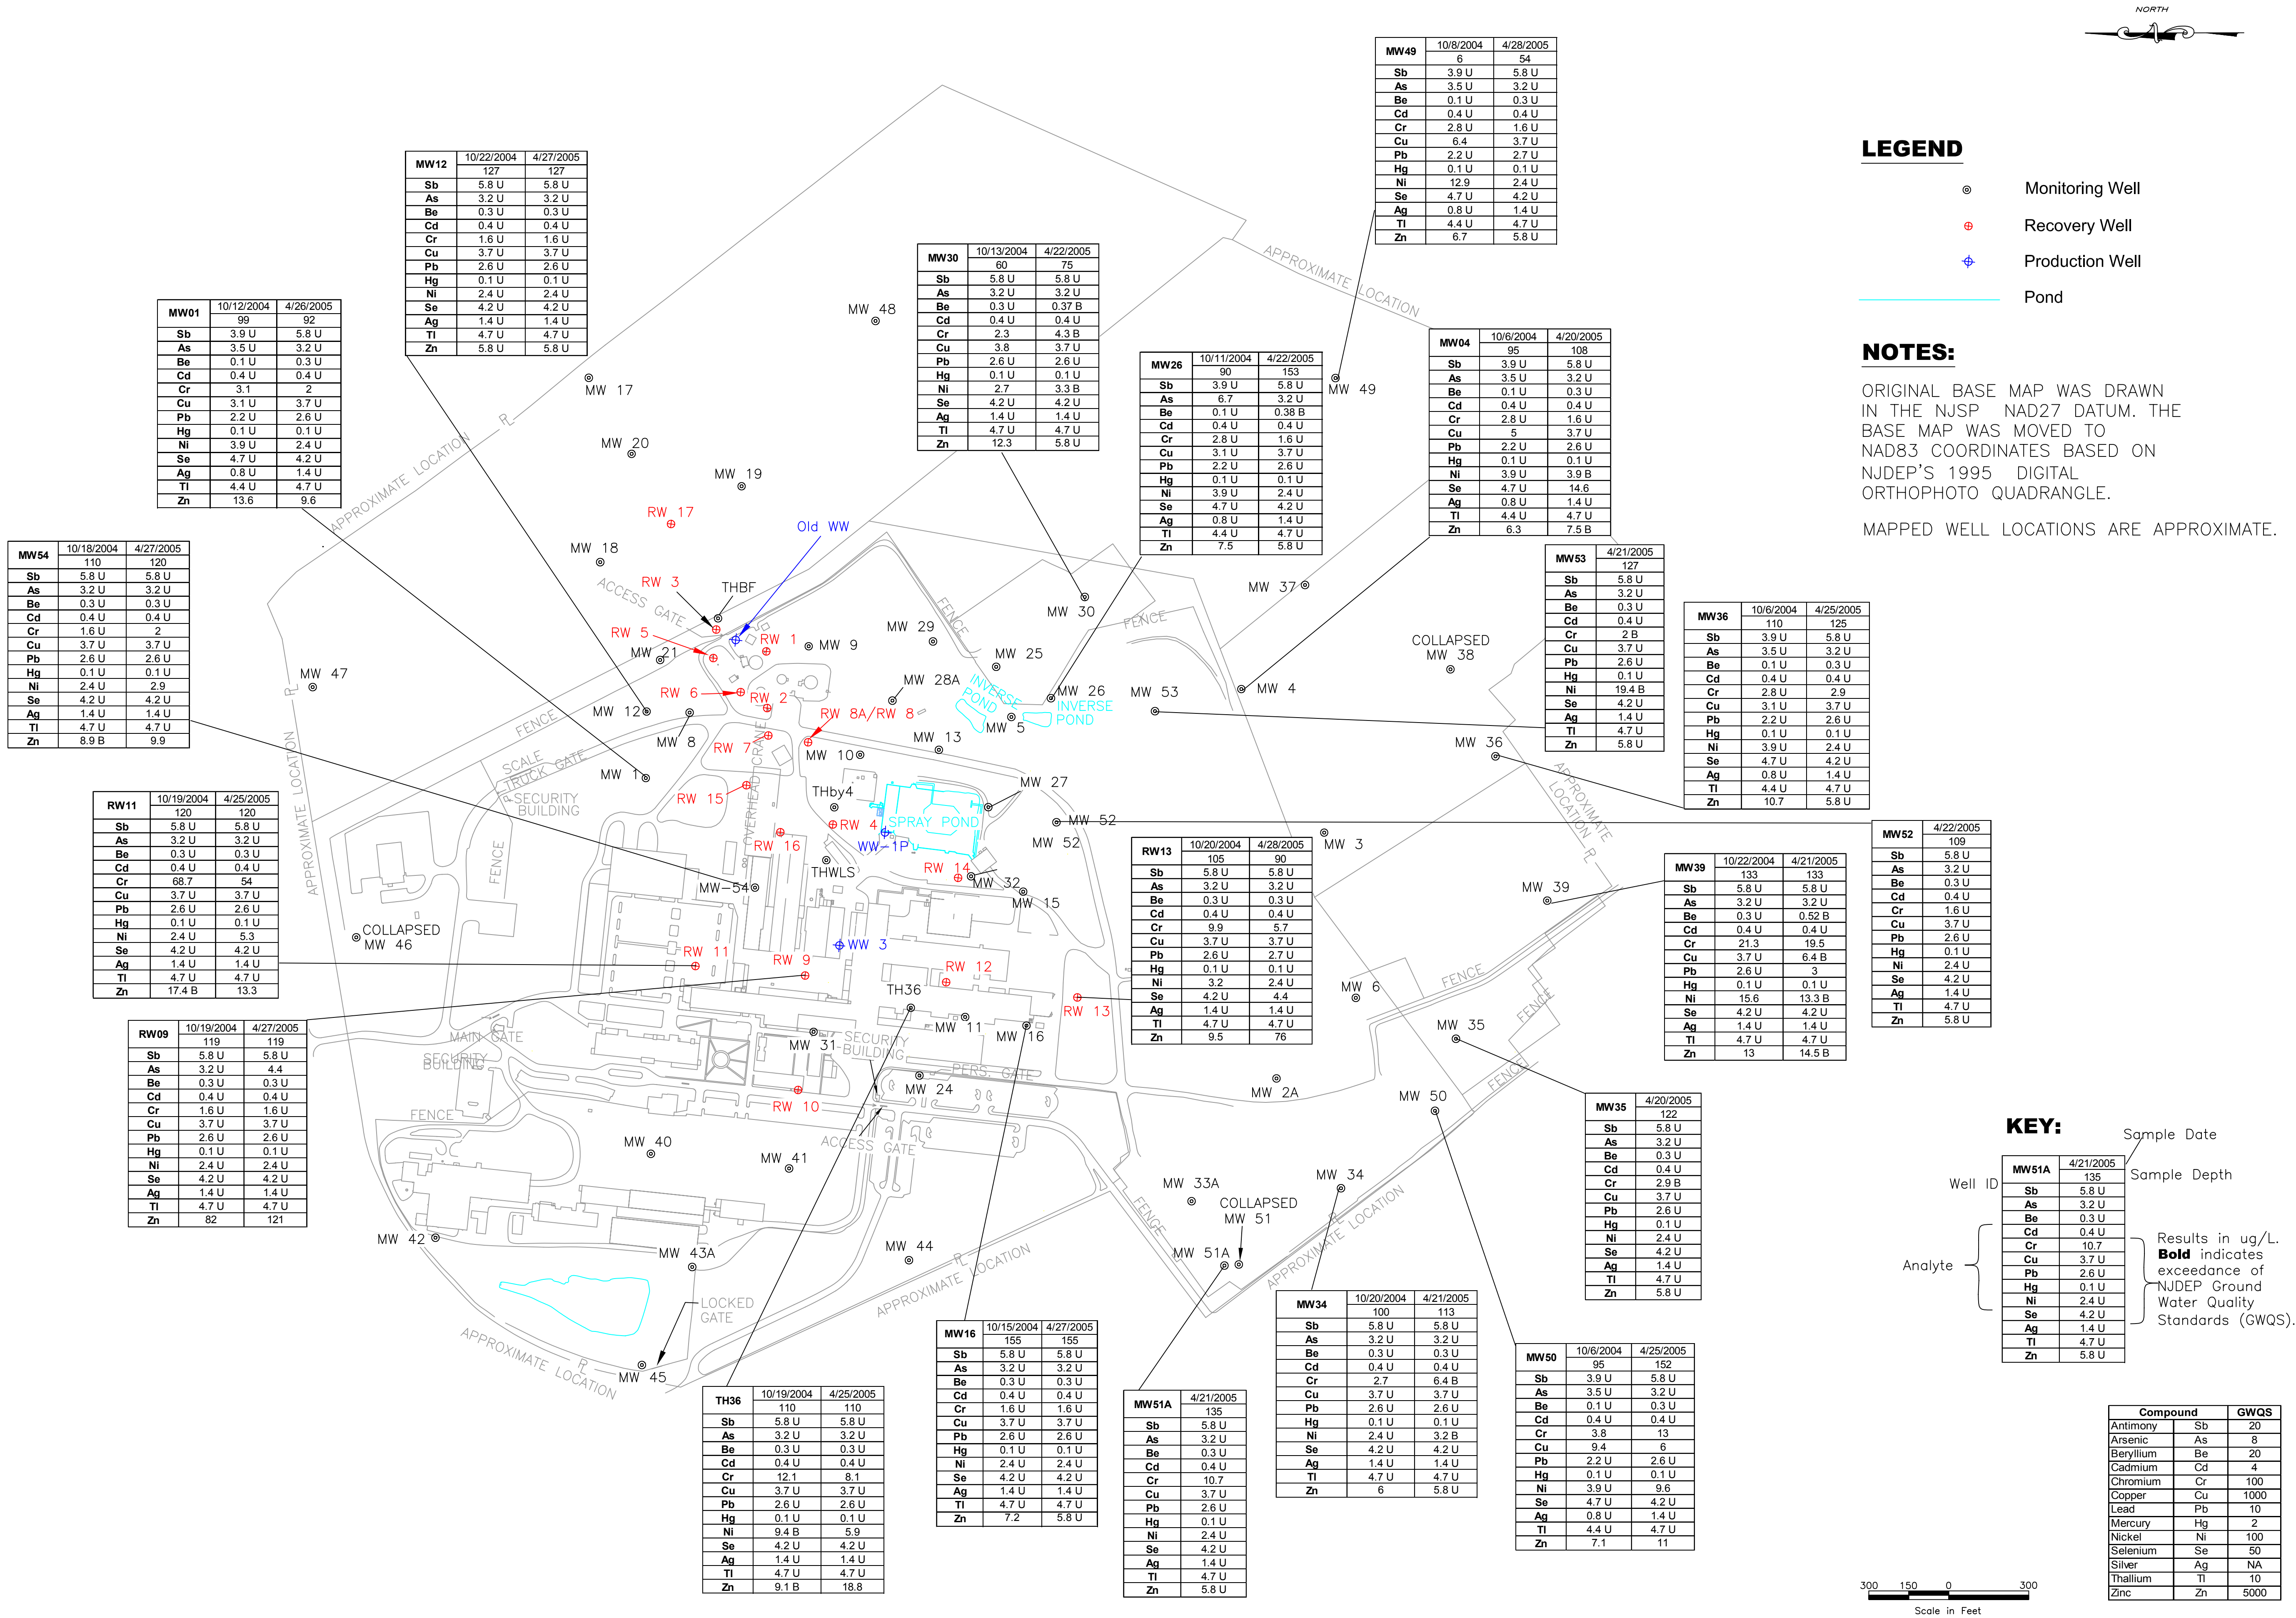 NORTH
MW49 10/8/2004 4/28/2005
6 54
Sb 3.9 U 5.8 U
As 3.5 U 3.2 U
Be 0.1 U 0.3 U
Cd 0.4 U 0.4 U
Cr 2.8 U 1.6 U
Cu 6.4 3.7 U
Pb 2.2 U 2.7 U
Hg 0.1 U 0.1 U
Ni 12.9 2.4 U
Se 4.7 U 4.2 U
Ag 0.8 U 1.4 U
Tl 4.4 U 4.7 U
Zn 6.7 5.8 U
LEGEND
Monitoring Well
Recovery Well
Production Well
Pond
NOTES:
ORIGINAL BASE MAP WAS DRAWN
IN THE NJSP NAD27 DATUM. THE
BASE MAP WAS MOVED TO
NAD83 COORDINATES BASED ON
NJDEP'S 1995 DIGITAL
ORTHOPHOTO QUADRANGLE.
MAPPED WELL LOCATIONS ARE APPROXIMATE.
MW12 10/22/2004 4/27/2005
127 127
Sb 5.8 U 5.8 U
As 3.2 U 3.2 U
Be 0.3 U 0.3 U
Cd 0.4 U 0.4 U
Cr 1.6 U 1.6 U
Cu 3.7 U 3.7 U
Pb 2.6 U 2.6 U
Hg 0.1 U 0.1 U
Ni 2.4 U 2.4 U
Se 4.2 U 4.2 U
Ag 1.4 U 1.4 U
Tl 4.7 U 4.7 U
Zn 5.8 U 5.8 U
MW30 10/13/2004 4/22/2005
60 75
Sb 5.8 U 5.8 U
As 3.2 U 3.2 U
Be 0.3 U 0.37 B
Cd 0.4 U 0.4 U
Cr 2.3 4.3 B
Cu 3.8 3.7 U
Pb 2.6 U 2.6 U
Hg 0.1 U 0.1 U
Ni 2.7 3.3 B
Se 4.2 U 4.2 U
Ag 1.4 U 1.4 U
Tl 4.7 U 4.7 U
Zn 12.3 5.8 U
MW01 10/12/2004 4/26/2005
99 92
Sb 3.9 U 5.8 U
As 3.5 U 3.2 U
Be 0.1 U 0.3 U
Cd 0.4 U 0.4 U
Cr 3.1 2
Cu 3.1 U 3.7 U
Pb 2.2 U 2.6 U
Hg 0.1 U 0.1 U
Ni 3.9 U 2.4 U
Se 4.7 U 4.2 U
Ag 0.8 U 1.4 U
Tl 4.4 U 4.7 U
Zn 13.6 9.6
MW26 10/11/2004 4/22/2005
90 153
Sb 3.9 U 5.8 U
As 6.7 3.2 U
Be 0.1 U 0.38 B
Cd 0.4 U 0.4 U
Cr 2.8 U 1.6 U
Cu 3.1 U 3.7 U
Pb 2.2 U 2.6 U
Hg 0.1 U 0.1 U
Ni 3.9 U 2.4 U
Se 4.7 U 4.2 U
Ag 0.8 U 1.4 U
Tl 4.4 U 4.7 U
Zn 7.5 5.8 U
MW04 10/6/2004 4/20/2005
95 108
Sb 3.9 U 5.8 U
As 3.5 U 3.2 U
Be 0.1 U 0.3 U
Cd 0.4 U 0.4 U
Cr 2.8 U 1.6 U
Cu 5 3.7 U
Pb 2.2 U 2.6 U
Hg 0.1 U 0.1 U
Ni 3.9 U 3.9 B
Se 4.7 U 14.6
Ag 0.8 U 1.4 U
Tl 4.4 U 4.7 U
Zn 6.3 7.5 B
MW54 10/18/2004 4/27/2005
110 120
Sb 5.8 U 5.8 U
As 3.2 U 3.2 U
Be 0.3 U 0.3 U
Cd 0.4 U 0.4 U
Cr 1.6 U 2
Cu 3.7 U 3.7 U
Pb 2.6 U 2.6 U
Hg 0.1 U 0.1 U
Ni 2.4 U 2.9
Se 4.2 U 4.2 U
Ag 1.4 U 1.4 U
Tl 4.7 U 4.7 U
Zn 8.9 B 9.9
MW53 4/21/2005
127
Sb 5.8 U
As 3.2 U
Be 0.3 U
Cd 0.4 U
Cr 2 B
Cu 3.7 U
Pb 2.6 U
Hg 0.1 U
Ni 19.4 B
Se 4.2 U
Ag 1.4 U
Tl 4.7 U
Zn 5.8 U
MW36 10/6/2004 4/25/2005
110 125
Sb 3.9 U 5.8 U
As 3.5 U 3.2 U
Be 0.1 U 0.3 U
Cd 0.4 U 0.4 U
Cr 2.8 U 2.9
Cu 3.1 U 3.7 U
Pb 2.2 U 2.6 U
Hg 0.1 U 0.1 U
Ni 3.9 U 2.4 U
Se 4.7 U 4.2 U
Ag 0.8 U 1.4 U
Tl 4.4 U 4.7 U
Zn 10.7 5.8 U
RW11 10/19/2004 4/25/2005
120 120
Sb 5.8 U 5.8 U
As 3.2 U 3.2 U
Be 0.3 U 0.3 U
Cd 0.4 U 0.4 U
Cr 68.7 54
Cu 3.7 U 3.7 U
Pb 2.6 U 2.6 U
Hg 0.1 U 0.1 U
Ni 2.4 U 5.3
Se 4.2 U 4.2 U
Ag 1.4 U 1.4 U
Tl 4.7 U 4.7 U
Zn 17.4 B 13.3
RW13 10/20/2004 4/28/2005
105 90
Sb 5.8 U 5.8 U
As 3.2 U 3.2 U
Be 0.3 U 0.3 U
Cd 0.4 U 0.4 U
Cr 9.9 5.7
Cu 3.7 U 3.7 U
Pb 2.6 U 2.7 U
Hg 0.1 U 0.1 U
Ni 3.2 2.4 U
Se 4.2 U 4.4
Ag 1.4 U 1.4 U
Tl 4.7 U 4.7 U
Zn 9.5 76
MW52 4/22/2005
109
Sb 5.8 U
As 3.2 U
Be 0.3 U
Cd 0.4 U
Cr 1.6 U
Cu 3.7 U
Pb 2.6 U
Hg 0.1 U
Ni 2.4 U
Se 4.2 U
Ag 1.4 U
Tl 4.7 U
Zn 5.8 U
MW39 10/22/2004 4/21/2005
133 133
Sb 5.8 U 5.8 U
As 3.2 U 3.2 U
Be 0.3 U 0.52 B
Cd 0.4 U 0.4 U
Cr 21.3 19.5
Cu 3.7 U 6.4 B
Pb 2.6 U 3
Hg 0.1 U 0.1 U
Ni 15.6 13.3 B
Se 4.2 U 4.2 U
Ag 1.4 U 1.4 U
Tl 4.7 U 4.7 U
Zn 13 14.5 B
RW09 10/19/2004 4/27/2005
119 119
Sb 5.8 U 5.8 U
As 3.2 U 4.4
Be 0.3 U 0.3 U
Cd 0.4 U 0.4 U
Cr 1.6 U 1.6 U
Cu 3.7 U 3.7 U
Pb 2.6 U 2.6 U
Hg 0.1 U 0.1 U
Ni 2.4 U 2.4 U
Se 4.2 U 4.2 U
Ag 1.4 U 1.4 U
Tl 4.7 U 4.7 U
Zn 82 121
MW35 4/20/2005
122
Sb 5.8 U
As 3.2 U
Be 0.3 U
Cd 0.4 U
Cr 2.9 B
Cu 3.7 U
Pb 2.6 U
Hg 0.1 U
Ni 2.4 U
Se 4.2 U
Ag 1.4 U
Tl 4.7 U
Zn 5.8 U
MW34 10/20/2004 4/21/2005
100 113
Sb 5.8 U 5.8 U
As 3.2 U 3.2 U
Be 0.3 U 0.3 U
Cd 0.4 U 0.4 U
Cr 2.7 6.4 B
Cu 3.7 U 3.7 U
Pb 2.6 U 2.6 U
Hg 0.1 U 0.1 U
Ni 2.4 U 3.2 B
Se 4.2 U 4.2 U
Ag 1.4 U 1.4 U
Tl 4.7 U 4.7 U
Zn 6 5.8 U
MW16 10/15/2004 4/27/2005
155 155
Sb 5.8 U 5.8 U
As 3.2 U 3.2 U
Be 0.3 U 0.3 U
Cd 0.4 U 0.4 U
Cr 1.6 U 1.6 U
Cu 3.7 U 3.7 U
Pb 2.6 U 2.6 U
Hg 0.1 U 0.1 U
Ni 2.4 U 2.4 U
Se 4.2 U 4.2 U
Ag 1.4 U 1.4 U
Tl 4.7 U 4.7 U
Zn 7.2 5.8 U
MW50 10/6/2004 4/25/2005
95 152
Sb 3.9 U 5.8 U
As 3.5 U 3.2 U
Be 0.1 U 0.3 U
Cd 0.4 U 0.4 U
Cr 3.8 13
Cu 9.4 6
Pb 2.2 U 2.6 U
Hg 0.1 U 0.1 U
Ni 3.9 U 9.6
Se 4.7 U 4.2 U
Ag 0.8 U 1.4 U
Tl 4.4 U 4.7 U
Zn 7.1 11
TH36 10/19/2004 4/25/2005
110 110
Sb 5.8 U 5.8 U
As 3.2 U 3.2 U
Be 0.3 U 0.3 U
Cd 0.4 U 0.4 U
Cr 12.1 8.1
Cu 3.7 U 3.7 U
Pb 2.6 U 2.6 U
Hg 0.1 U 0.1 U
Ni 9.4 B 5.9
Se 4.2 U 4.2 U
Ag 1.4 U 1.4 U
Tl 4.7 U 4.7 U
Zn 9.1 B 18.8
MW51A 4/21/2005
135
Sb 5.8 U
As 3.2 U
Be 0.3 U
Cd 0.4 U
Cr 10.7
Cu 3.7 U
Pb 2.6 U
Hg 0.1 U
Ni 2.4 U
Se 4.2 U
Ag 1.4 U
Tl 4.7 U
Zn 5.8 U
APPROXIMATE LOCATION
MW 48
MW 17
MW 49
MW 20
APPROXIMATE LOCATION PL
MW 19
RW 17
Old WW
MW 18
RW 3
THBF
ACCESS GATE
FENCE
MW 30
MW 37
FENCE
RW 5
RW 1
MW 9
MW 29
COLLAPSED
MW 38
MW 21
MW 25
MW 47
PL
RW 6
RW 2
MW 28A
INVERSE
POND
MW 26
INVERSE
POND
MW 53
MW 4
MW 12
RW 8A/RW 8
MW 5
FENCE
MW 8
RW 7
MW 10
MW 13
MW 36
APPROXIMATE LOCATION
SCALE
TRUCK GATE
MW 1
OVERHEAD CRANE
MW 27
APPROXIMATE
LOCATION PL
SECURITY
BUILDING
RW 15
THby4
SPRAY POND
RW 4
MW 52
MW 52
RW 16
WW-1P
MW 3
FENCE
THWLS
RW 14
MW 32
MW-54
MW 15
MW 39
COLLAPSED
MW 46
WW 3
RW 11
RW 9
RW 12
FENCE
MW 6
TH36
RW 13
FENCE
MW 11
MW 16
MW 35
MAIN GATE
SECURITY
BUILDING
MW 31
SECURITY
BUILDING
PERS. GATE
MW 24
MW 2A
FENCE
MW 50
RW 10
FENCE
ACCESS GATE
MW 40
MW 41
MW 33A
MW 34
COLLAPSED
MW 51
FENCE
PL
APPROXIMATE LOCATION
MW 42
MW 43A
MW 44
MW 51A
PL
APPROXIMATE LOCATION
LOCKED
GATE
APPROXIMATE LOCATION
PL
MW 45
KEY:
Sample Date
MW51A 4/21/2005
135
Sample Depth
Well ID
Sb 5.8 U
As 3.2 U
Be 0.3 U
Cd 0.4 U
Cr 10.7
Cu 3.7 U
Pb 2.6 U
Hg 0.1 U
Ni 2.4 U
Se 4.2 U
Ag 1.4 U
Tl 4.7 U
Zn 5.8 U
Analyte
Results in ug/L.
Bold indicates
exceedance of
NJDEP Ground
Water Quality
Standards (GWQS).
Compound GWQS
Antimony Sb 20
Arsenic As 8
Beryllium Be 20
Cadmium Cd 4
Chromium Cr 100
Copper Cu 1000
Lead Pb 10
Mercury Hg 2
Nickel Ni 100
Selenium Se 50
Silver Ag NA
Thallium Tl 10
Zinc Zn 5000
300 150 0 300
Scale in Feet